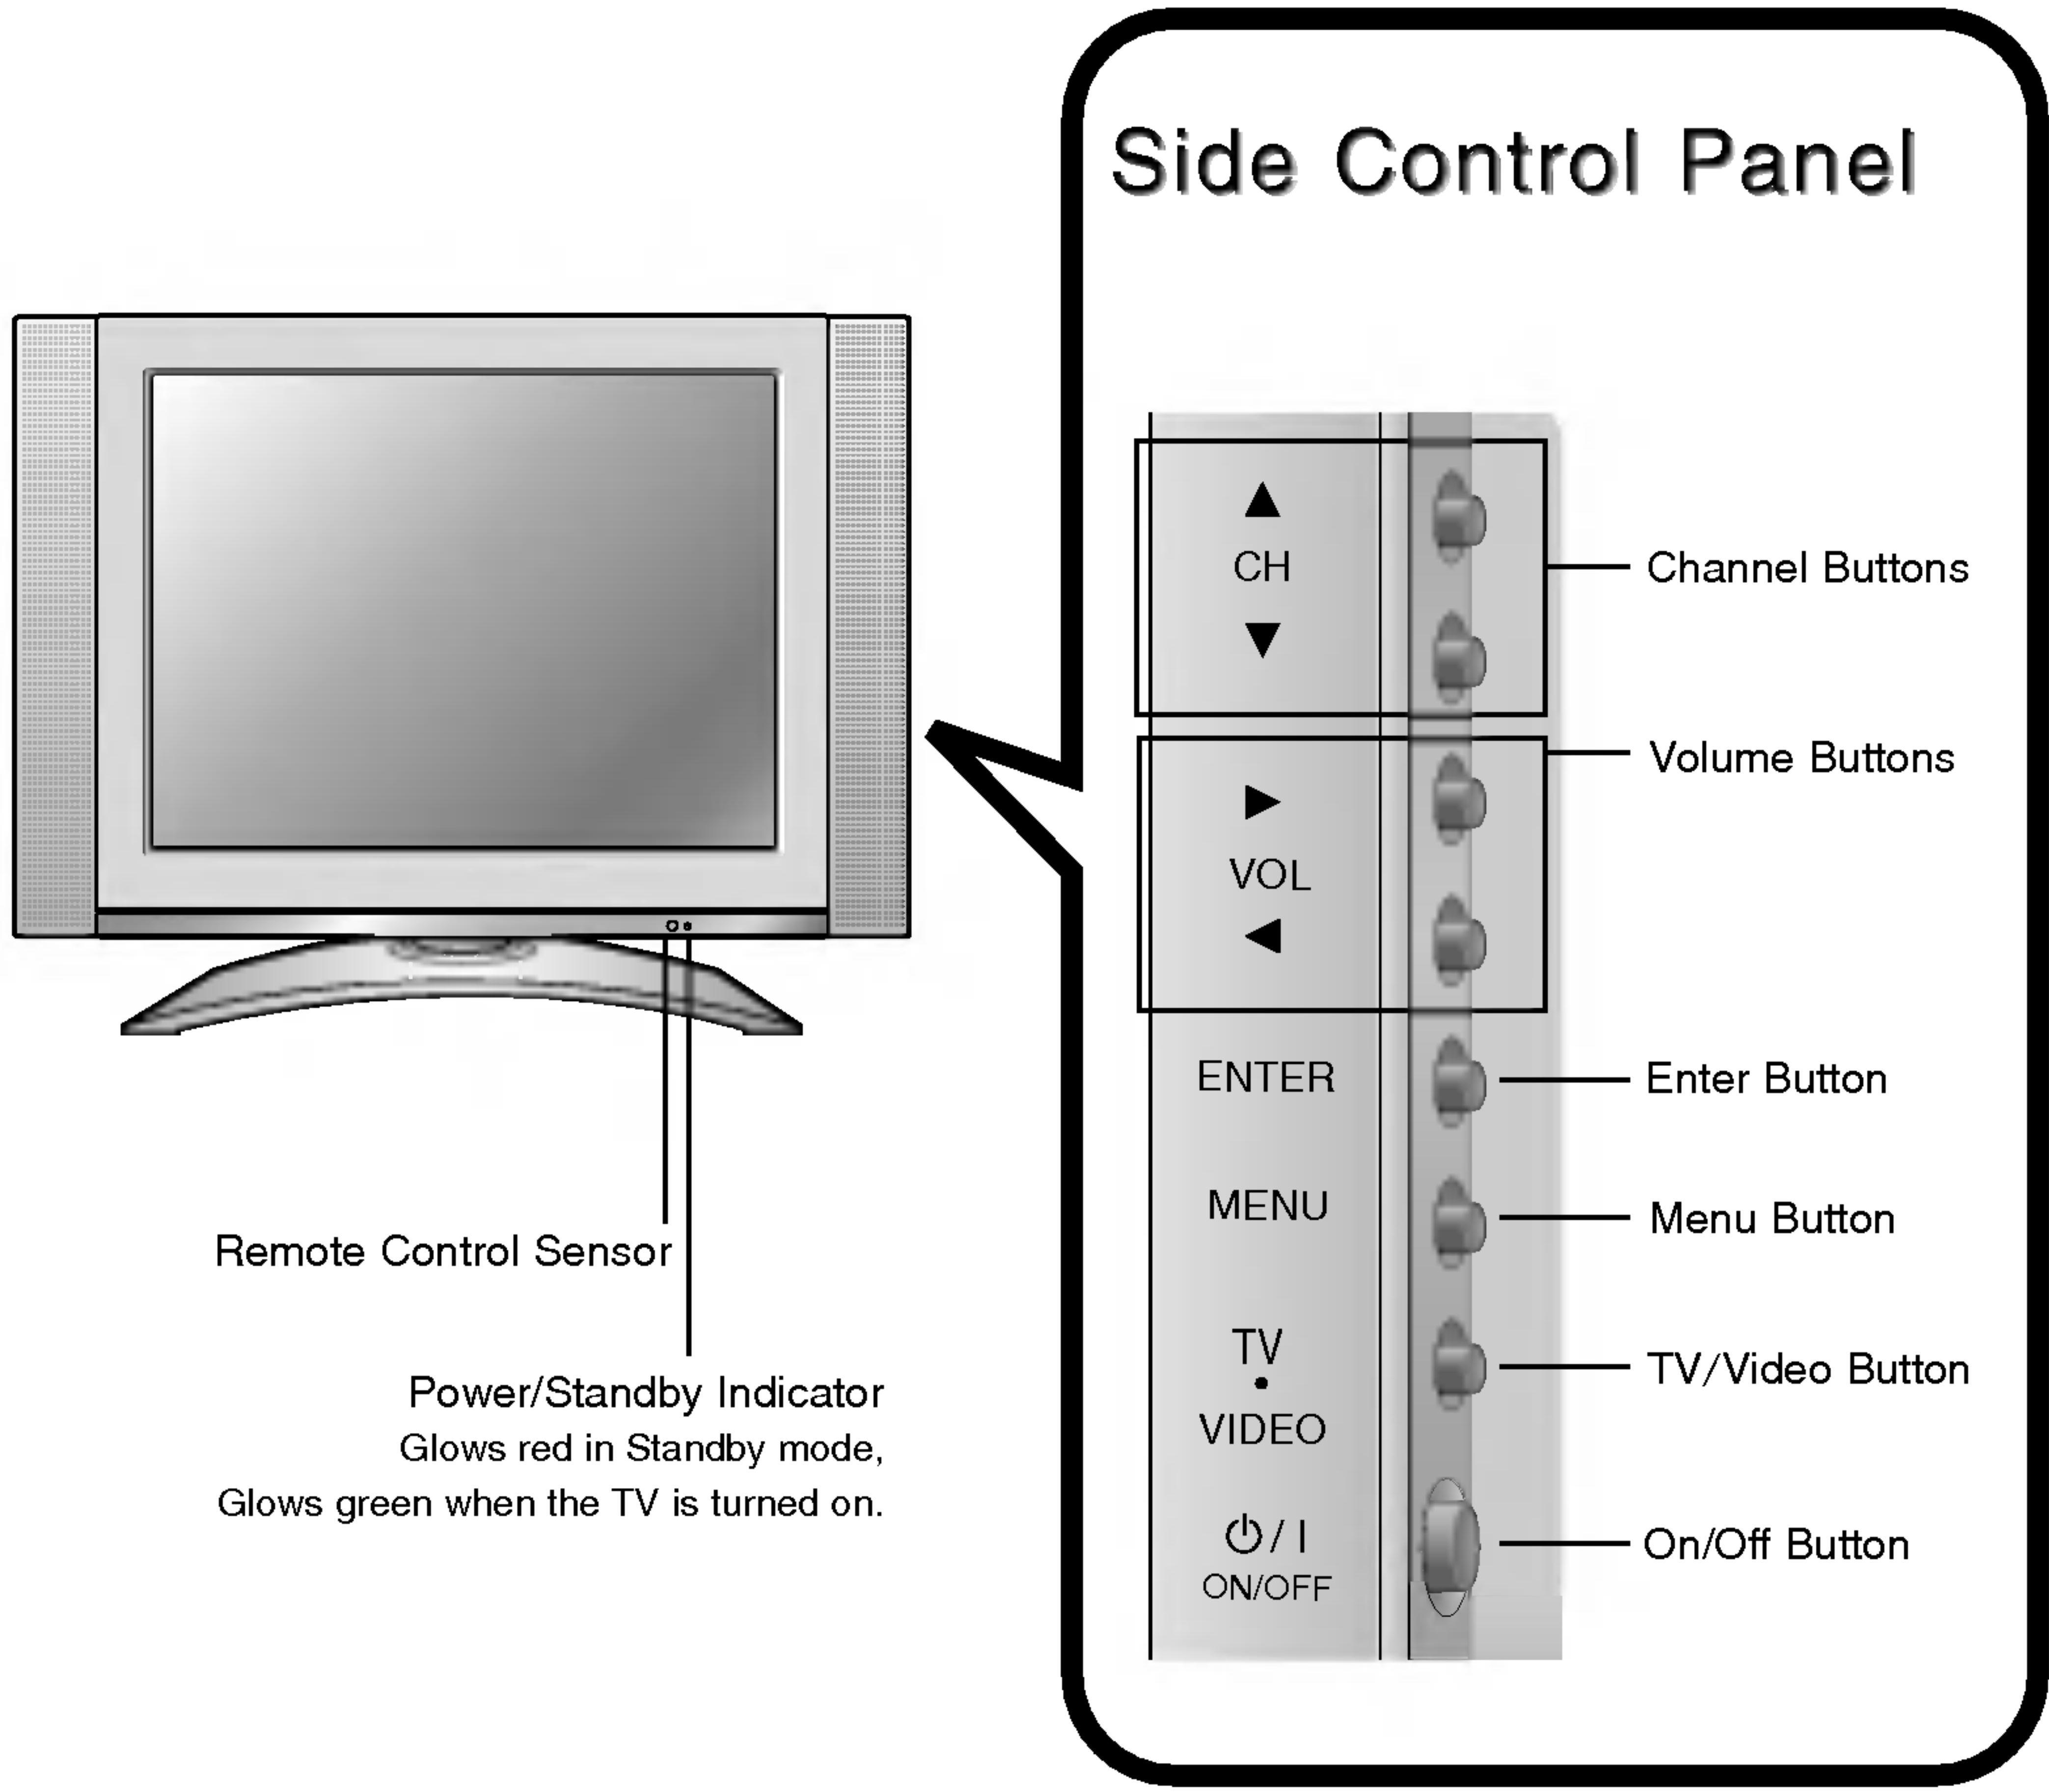 Side Control Panel
▲
CH
▼
Channel Buttons
Volume Buttons
▶
VOL
◀
ENTER
Enter Button
MENU
Menu Button
TV
•
VIDEO
TV/Video Button
⏻/I
ON/OFF
On/Off Button
Remote Control Sensor
Power/Standby Indicator
Glows red in Standby mode,
Glows green when the TV is turned on.